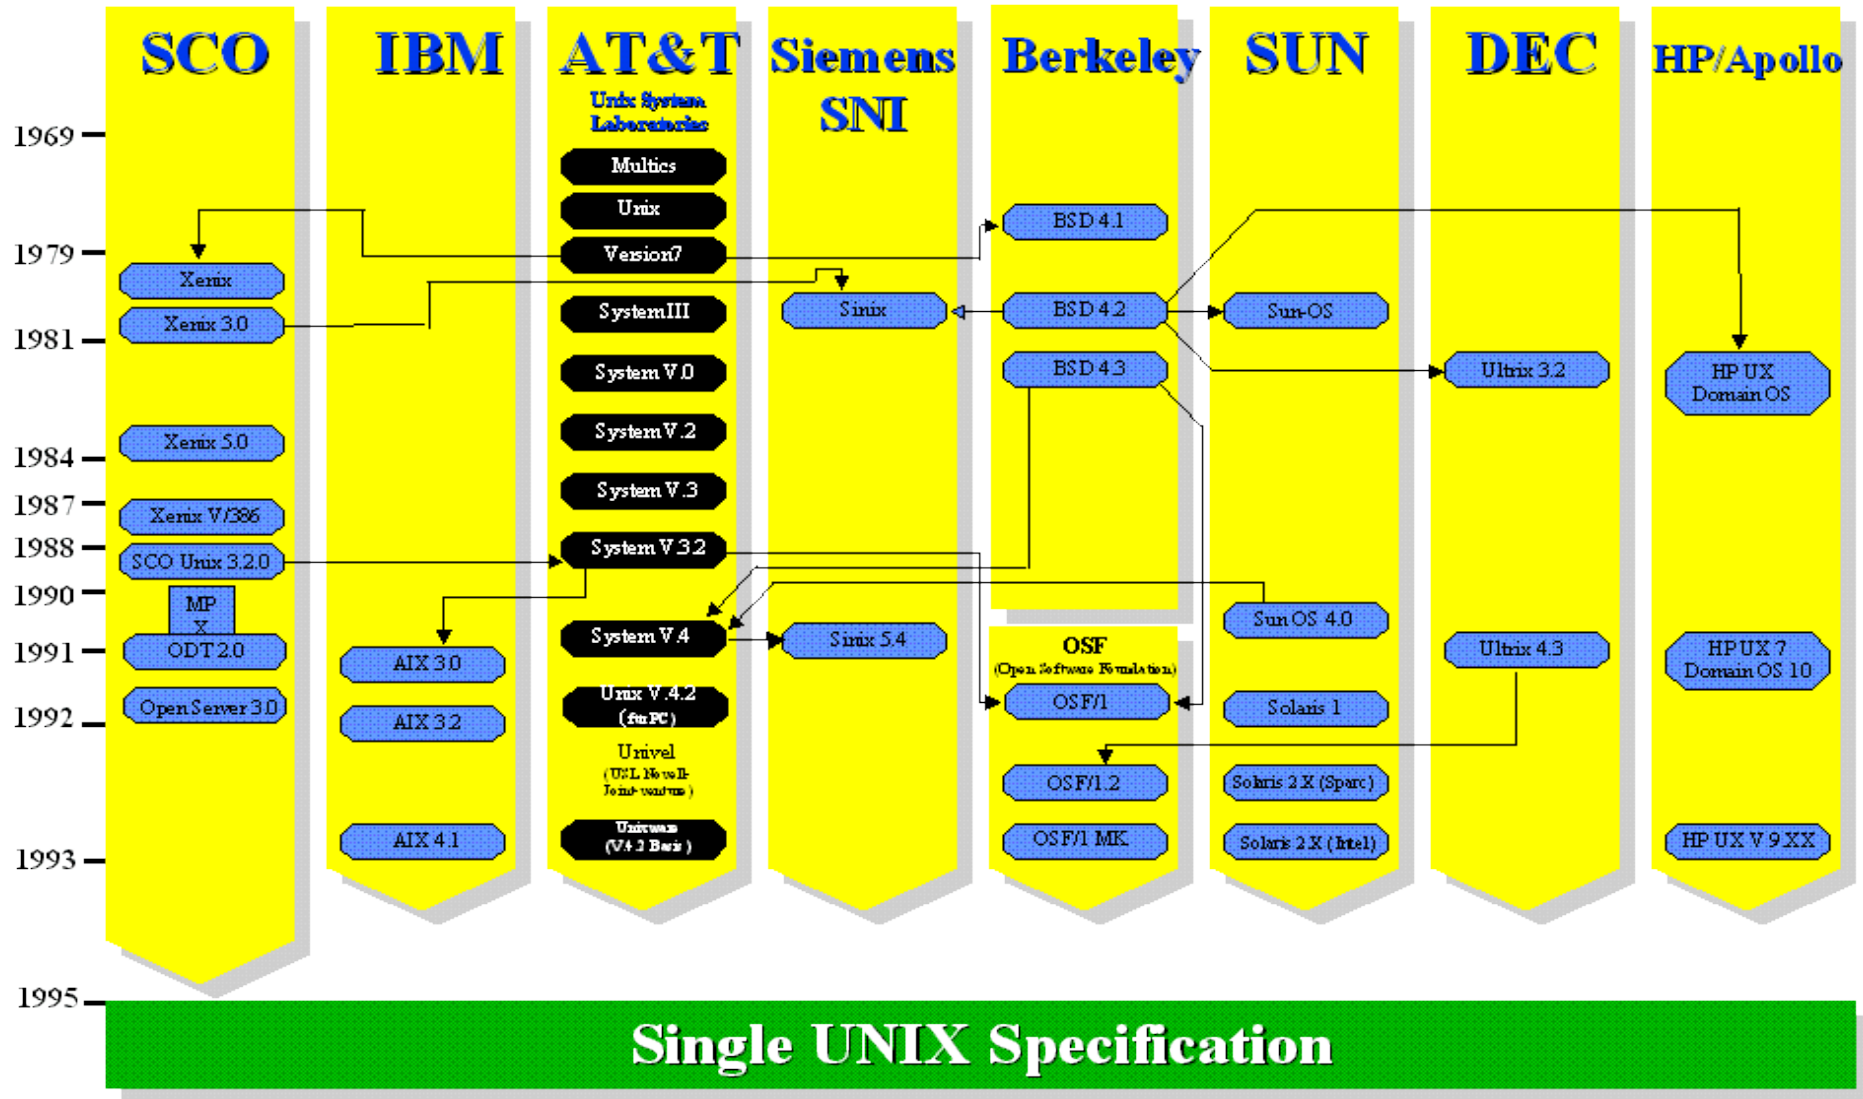 SCO
IBM
AT&T
Unix System
Laboratories
Siemens
SNI
Berkeley
SUN
DEC
HP/Apollo
1969
1979
1981
1984
1987
1988
1990
1991
1992
1993
1995
Xenix
Xenix 3.0
Xenix 5.0
Xenix V/386
SCO Unix 3.2.0
MP
X
ODT 2.0
Open Server 3.0
AIX 3.0
AIX 3.2
AIX 4.1
Multics
Unix
Version7
System III
System V.0
System V.2
System V.3
System V.3.2
System V.4
Unix V.4.2
(für PC)
Univel
(USL Novell-
Joint-venture)
Unixware
(V.4.2 Basis)
Sinix
Sinix 5.4
BSD 4.1
BSD 4.2
BSD 4.3
OSF
(Open Software Foundation)
OSF/1
OSF/1.2
OSF/1 MK
Sun-OS
Sun OS 4.0
Solaris 1
Solaris 2.X (Sparc)
Solaris 2.X (Intel)
Ultrix 3.2
Ultrix 4.3
HP UX
Domain OS
HP UX 7
Domain OS 10
HP UX V 9.XX
Single UNIX Specification